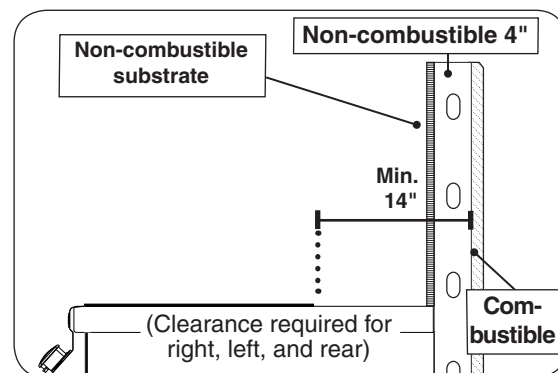 Non-combustible
substrate
Non-combustible 4"
Min.
14"
Com-
bustible
(Clearance required for
right, left, and rear)